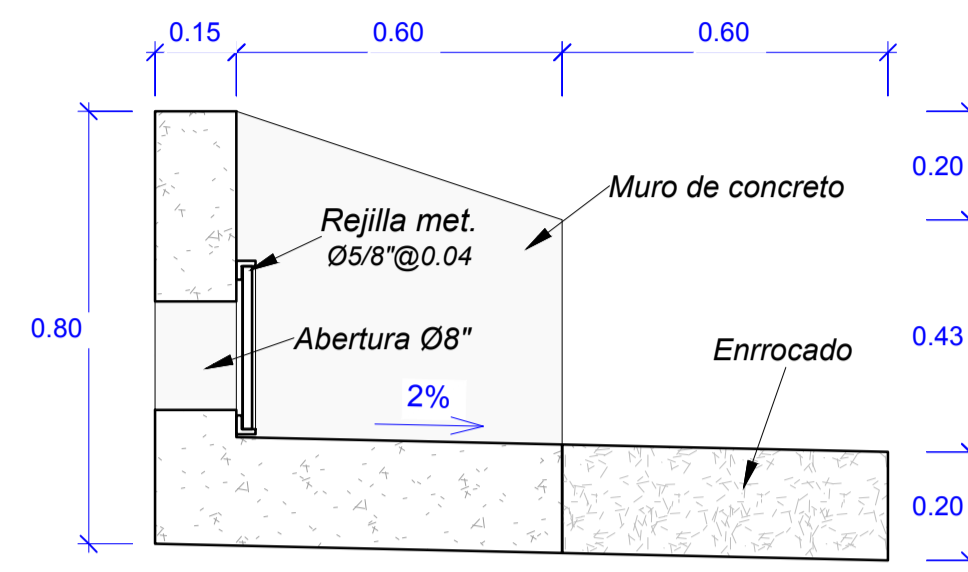 0.15
0.60
0.60
0.20
Muro de concreto
Rejilla met.
Ø5/8"@0.04
0.80
Abertura Ø8"
0.43
Enrrocado
2%
0.20